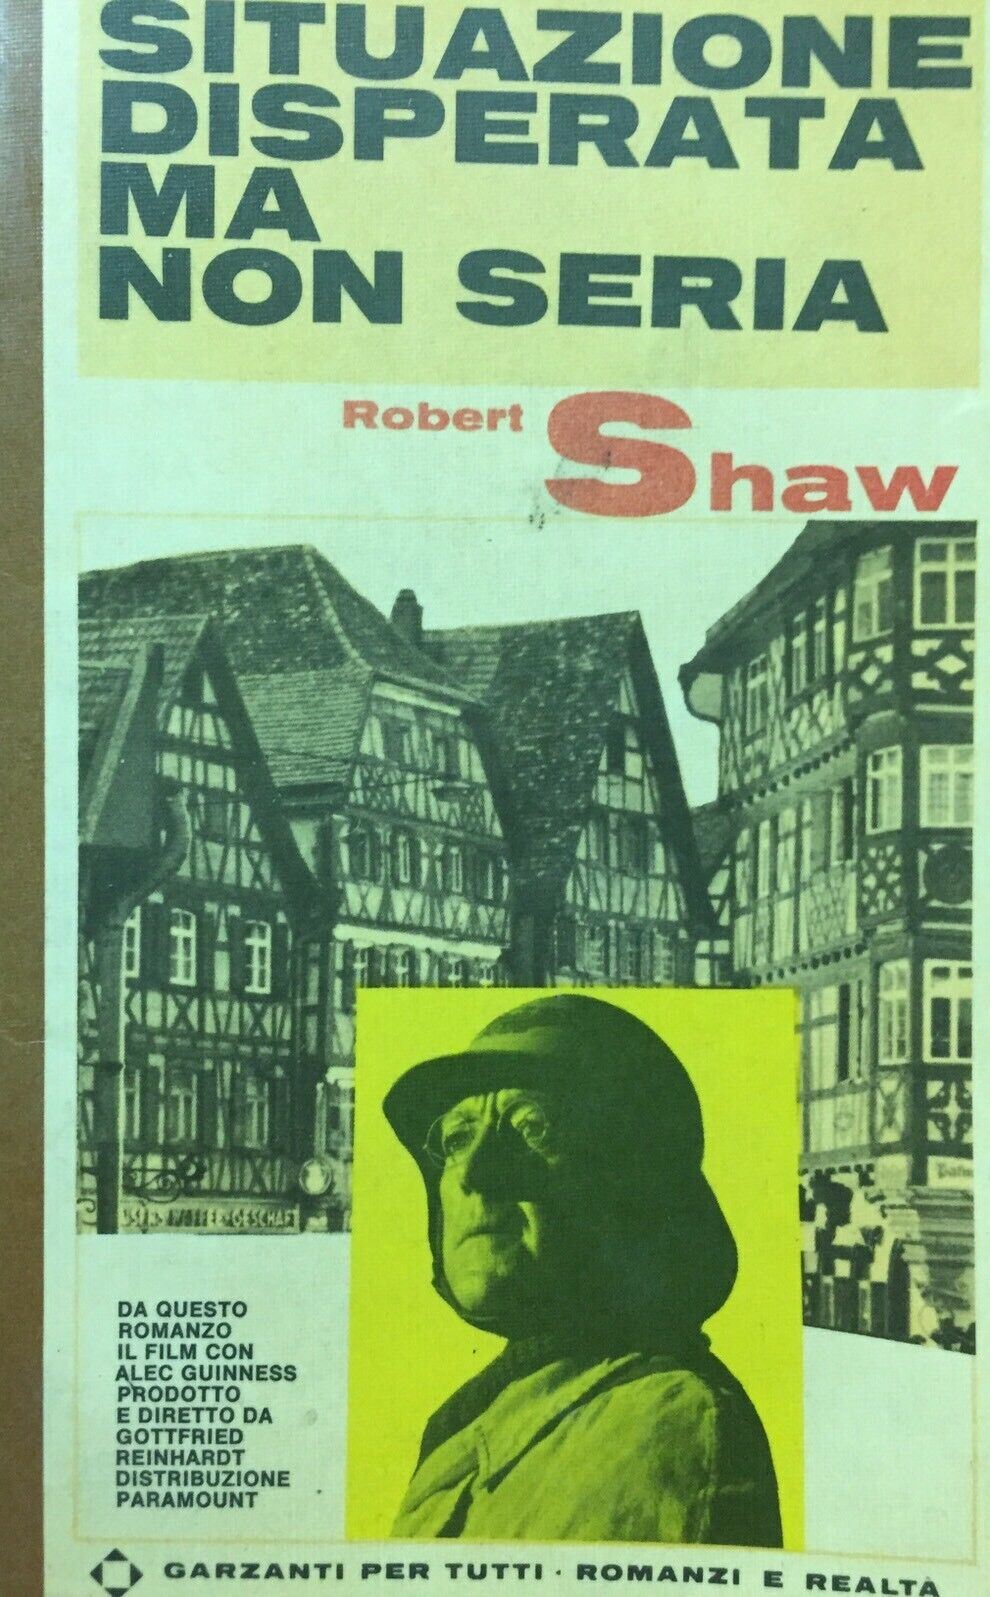 SITUAZIONE
DISPERATA
MA
NON SERIA
Robert Shaw
DA QUESTO
ROMANZO
IL FILM CON
ALEC GUINNESS
PRODOTTO
E DIRETTO DA
GOTTFRIED
REINHARDT
DISTRIBUZIONE
PARAMOUNT
GARZANTI PER TUTTI · ROMANZI E REALTÀ